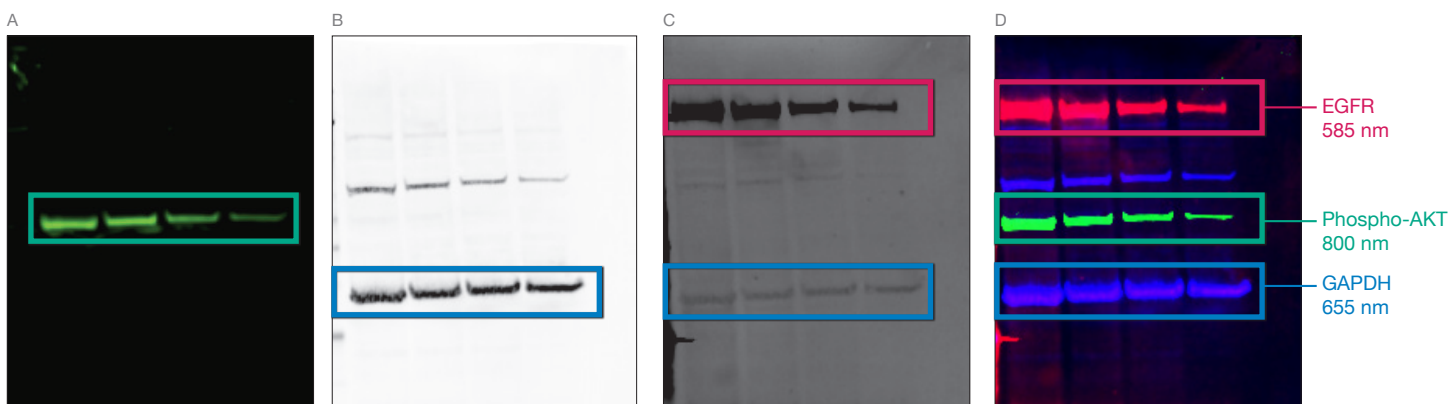 A
B
C
D
EGFR
585 nm
Phospho-AKT
800 nm
GAPDH
655 nm